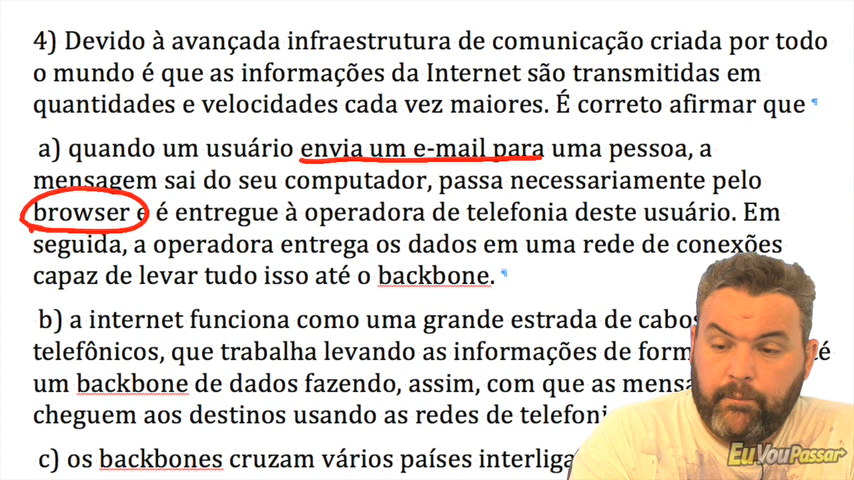 4) Devido à avançada infraestrutura de comunicação criada por todo
o mundo é que as informações da Internet são transmitidas em
quantidades e velocidades cada vez maiores. É correto afirmar que
a) quando um usuário envia um e-mail para uma pessoa, a
mensagem sai do seu computador, passa necessariamente pelo
browser e é entregue à operadora de telefonia deste usuário. Em
seguida, a operadora entrega os dados em uma rede de conexões
capaz de levar tudo isso até o backbone.
b) a internet funciona como uma grande estrada de cabos
telefônicos, que trabalha levando as informações de
um backbone de dados fazendo, assim, com que as
cheguem aos destinos usando as redes de
c) os backbones cruzam vários países
EuVouPassar